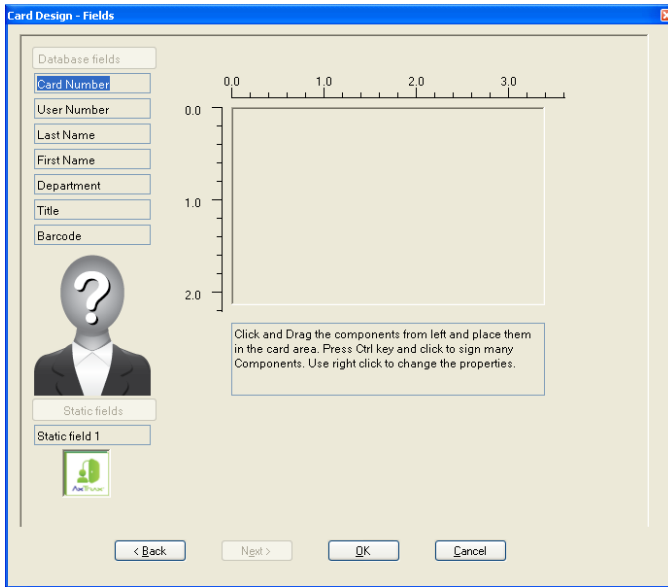 Card Design - Fields
Database fields
Card Number
User Number
Last Name
First Name
Department
Title
Barcode
?
Static fields
Static field 1
AxTraxNG
0.0 1.0 2.0 3.0
0.0
1.0
2.0
Click and Drag the components from left and place them
in the card area. Press Ctrl key and click to sign many
Components. Use right click to change the properties.
< Back Next > OK Cancel